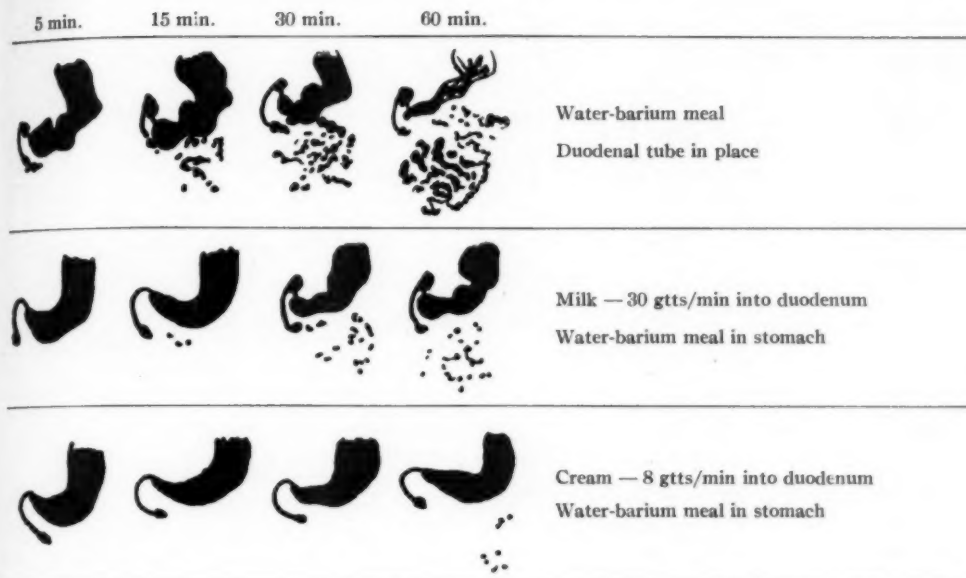 5 min. 15 min. 30 min. 60 min.
Water-barium meal
Duodenal tube in place
Milk — 30 gtts/min into duodenum
Water-barium meal in stomach
Cream — 8 gtts/min into duodenum
Water-barium meal in stomach